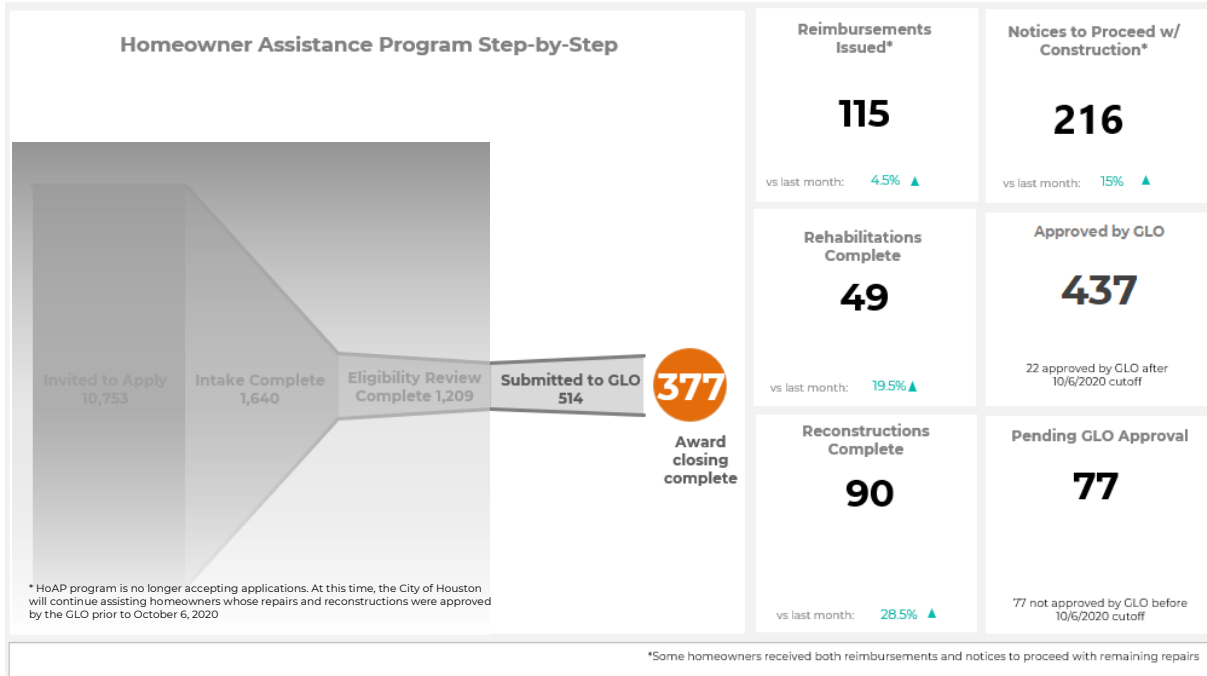 Homeowner Assistance Program Step-by-Step
Invited to Apply
10,753
Intake Complete
1,640
Eligibility Review
Complete 1,209
Submitted to GLO
514
377
Award
closing
complete
* HoAP program is no longer accepting applications. At this time, the City of Houston
will continue assisting homeowners whose repairs and reconstructions were approved
by the GLO prior to October 6, 2020
Reimbursements
Issued*
115
vs last month: 4.5% ▲
Notices to Proceed w/
Construction*
216
vs last month: 15% ▲
Rehabilitations
Complete
49
vs last month: 19.5% ▲
Approved by GLO
437
22 approved by GLO after
10/6/2020 cutoff
Reconstructions
Complete
90
vs last month: 28.5% ▲
Pending GLO Approval
77
77 not approved by GLO before
10/6/2020 cutoff
*Some homeowners received both reimbursements and notices to proceed with remaining repairs